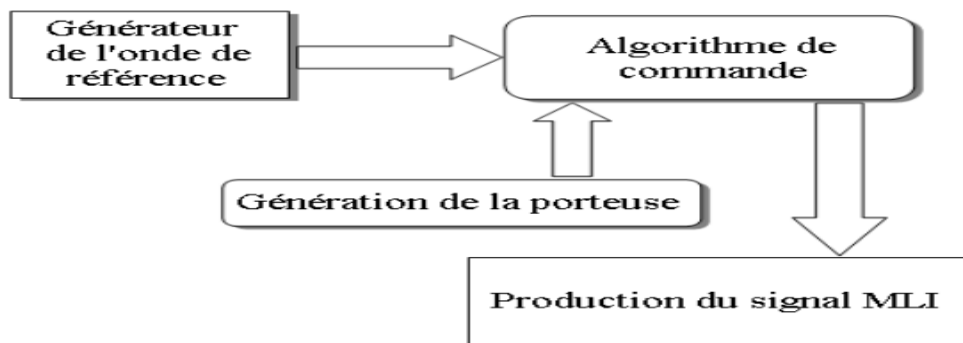 Générateur
de l'onde de
référence
Algorithme de
commande
Génération de la porteuse
Production du signal MLI